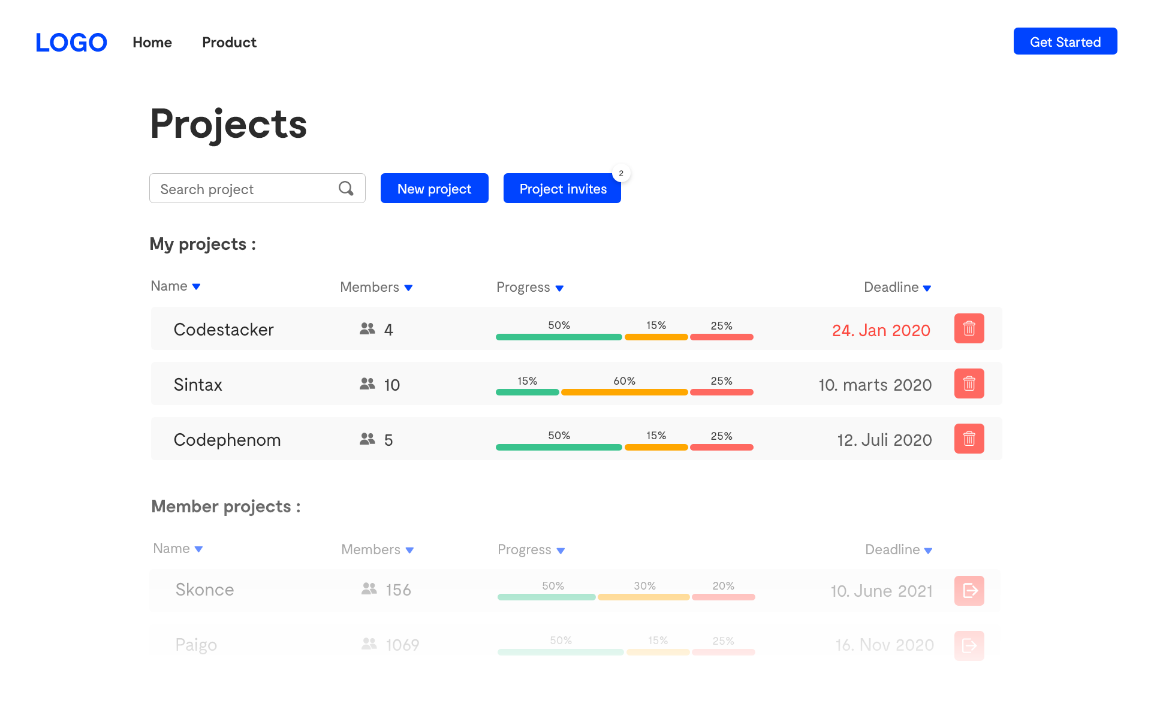 LOGO Home Product Get Started
Projects
Search project New project Project invites 2
My projects :
Name Members Progress Deadline
Codestacker 4 50% 15% 25% 24. Jan 2020
Sintax 10 15% 60% 25% 10. marts 2020
Codephenom 5 50% 15% 25% 12. Juli 2020
Member projects :
Name Members Progress Deadline
Skonce 156 50% 30% 20% 10. June 2021
Paigo 1069 50% 15% 25% 16. Nov 2020